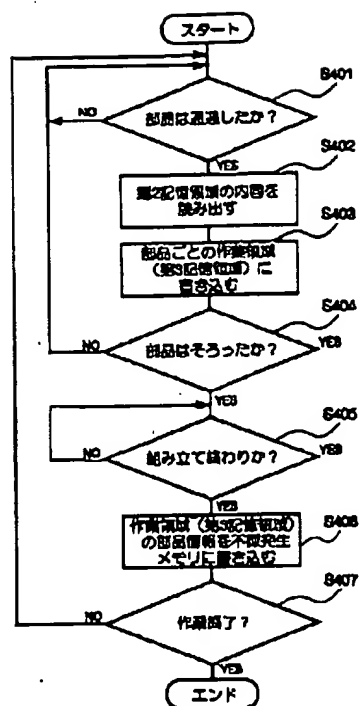 スタート
S401
部品は通過したか?
NO
YES
S402
第2記憶領域の内容を
読み出す
S403
部品ごとの作業領域
(第3記憶領域)に
書き込む
S404
部品はそろったか?
NO
YES
YES
S405
組み立て終わりか?
NO
YES
YES
作業領域(第3記憶領域)
の部品情報を不揮発生
メモリに書き込む
S406
S407
作業終了?
NO
YES
エンド